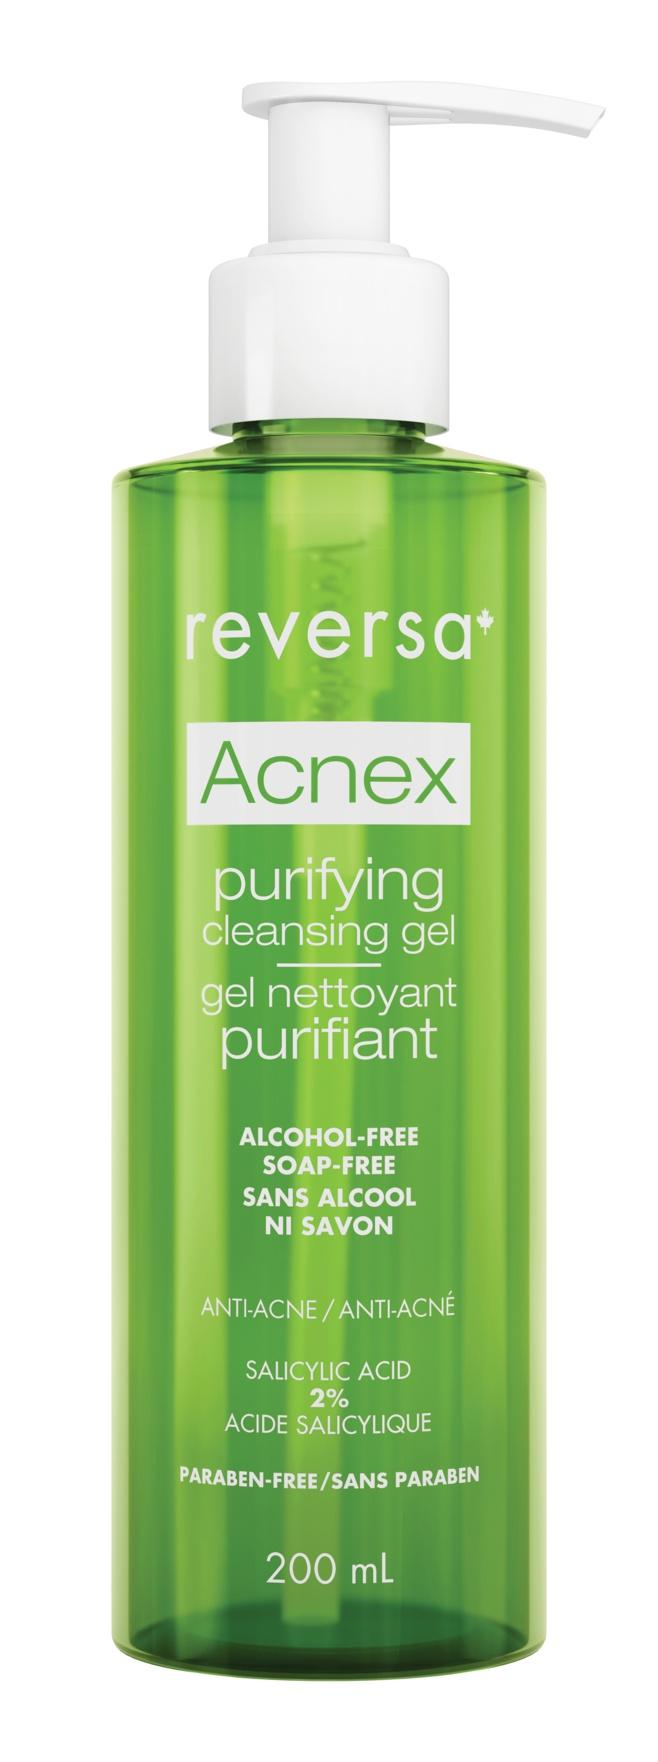 reversa
Acnex
purifying
cleansing gel
gel nettoyant
purifiant
ALCOHOL-FREE
SOAP-FREE
SANS ALCOOL
NI SAVON
ANTI-ACNE / ANTI-ACNÉ
SALICYLIC ACID
2%
ACIDE SALICYLIQUE
PARABEN-FREE/SANS PARABEN
200 mL